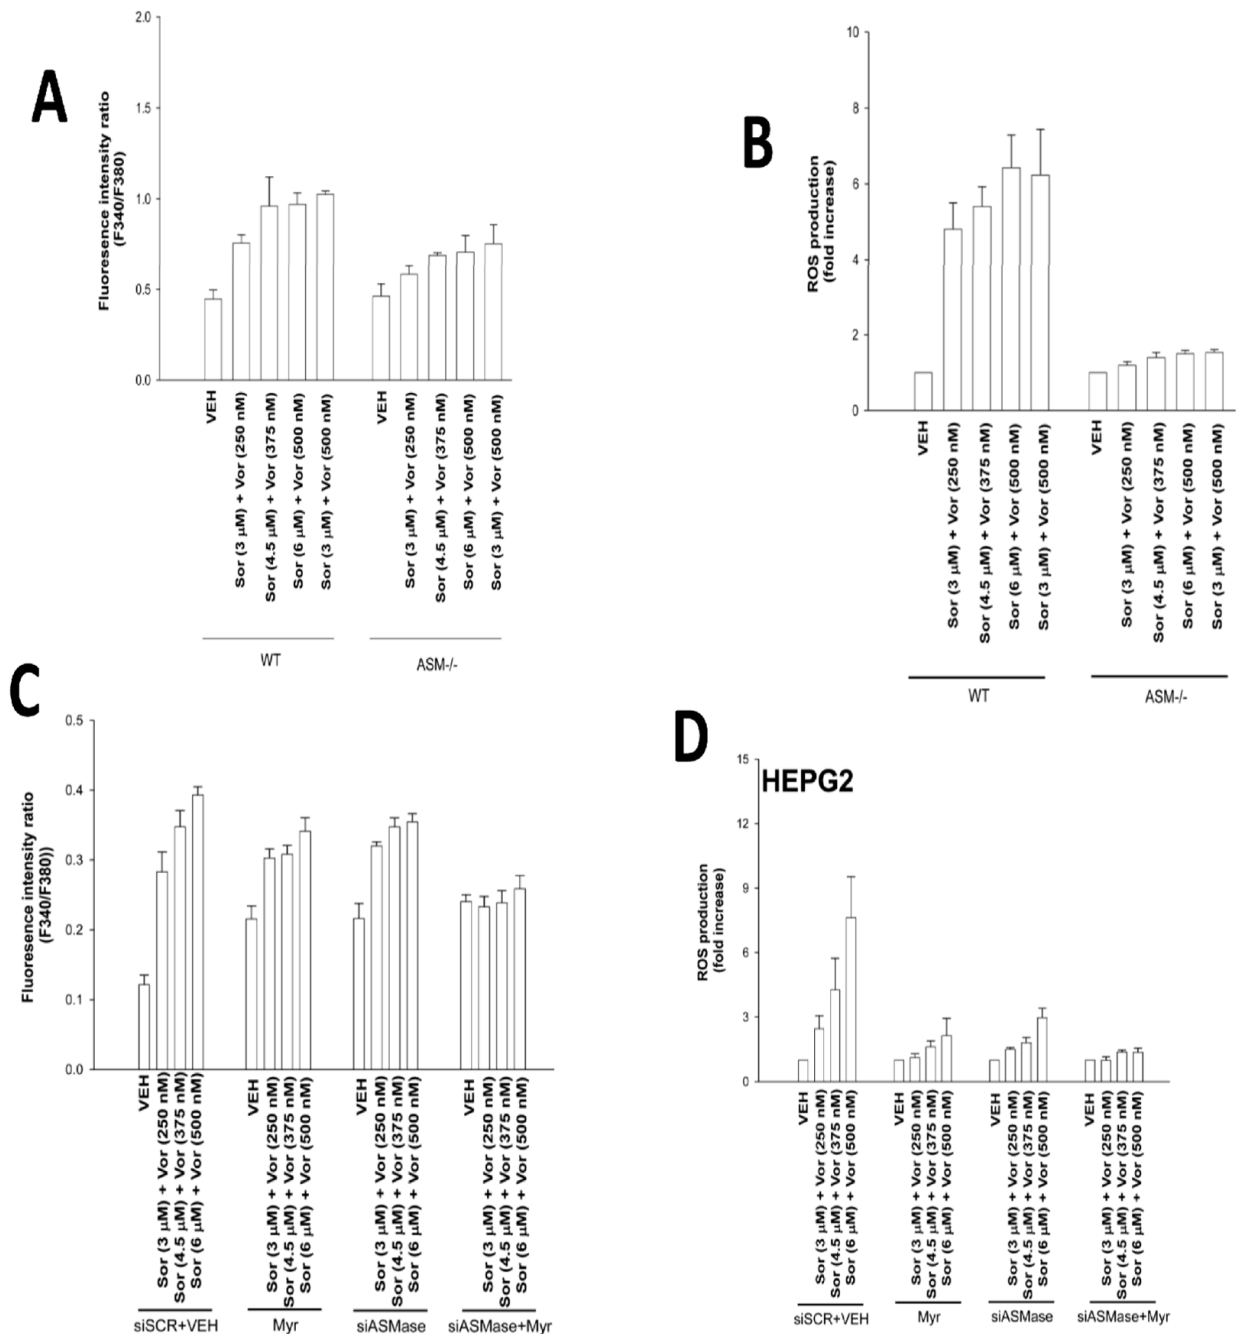 A
Fluoresence intensity ratio
(F340/F380)
2.0
1.5
1.0
0.5
0.0
VEH
Sor (3 µM) + Vor (250 nM)
Sor (4.5 µM) + Vor (375 nM)
Sor (6 µM) + Vor (500 nM)
Sor (3 µM) + Vor (500 nM)
VEH
Sor (3 µM) + Vor (250 nM)
Sor (4.5 µM) + Vor (375 nM)
Sor (6 µM) + Vor (500 nM)
Sor (3 µM) + Vor (500 nM)
WT
ASM-/-
B
ROS production
(fold increase)
10
8
6
4
2
0
VEH
Sor (3 µM) + Vor (250 nM)
Sor (4.5 µM) + Vor (375 nM)
Sor (6 µM) + Vor (500 nM)
Sor (3 µM) + Vor (500 nM)
VEH
Sor (3 µM) + Vor (250 nM)
Sor (4.5 µM) + Vor (375 nM)
Sor (6 µM) + Vor (500 nM)
Sor (3 µM) + Vor (500 nM)
WT
ASM-/-
C
Fluoresence intensity ratio
(F340/F380))
0.5
0.4
0.3
0.2
0.1
0.0
VEH
Sor (3 µM) + Vor (250 nM)
Sor (4.5 µM) + Vor (375 nM)
Sor (6 µM) + Vor (500 nM)
VEH
Sor (3 µM) + Vor (250 nM)
Sor (4.5 µM) + Vor (375 nM)
Sor (6 µM) + Vor (500 nM)
VEH
Sor (3 µM) + Vor (250 nM)
Sor (4.5 µM) + Vor (375 nM)
Sor (6 µM) + Vor (500 nM)
VEH
Sor (3 µM) + Vor (250 nM)
Sor (4.5 µM) + Vor (375 nM)
Sor (6 µM) + Vor (500 nM)
siSCR+VEH
Myr
siASMase
siASMase+Myr
D
HEPG2
ROS production
(fold increase)
15
12
9
6
3
0
VEH
Sor (3 µM) + Vor (250 nM)
Sor (4.5 µM) + Vor (375 nM)
Sor (6 µM) + Vor (500 nM)
VEH
Sor (3 µM) + Vor (250 nM)
Sor (4.5 µM) + Vor (375 nM)
Sor (6 µM) + Vor (500 nM)
VEH
Sor (3 µM) + Vor (250 nM)
Sor (4.5 µM) + Vor (375 nM)
Sor (6 µM) + Vor (500 nM)
VEH
Sor (3 µM) + Vor (250 nM)
Sor (4.5 µM) + Vor (375 nM)
Sor (6 µM) + Vor (500 nM)
siSCR+VEH
Myr
siASMase
siASMase+Myr